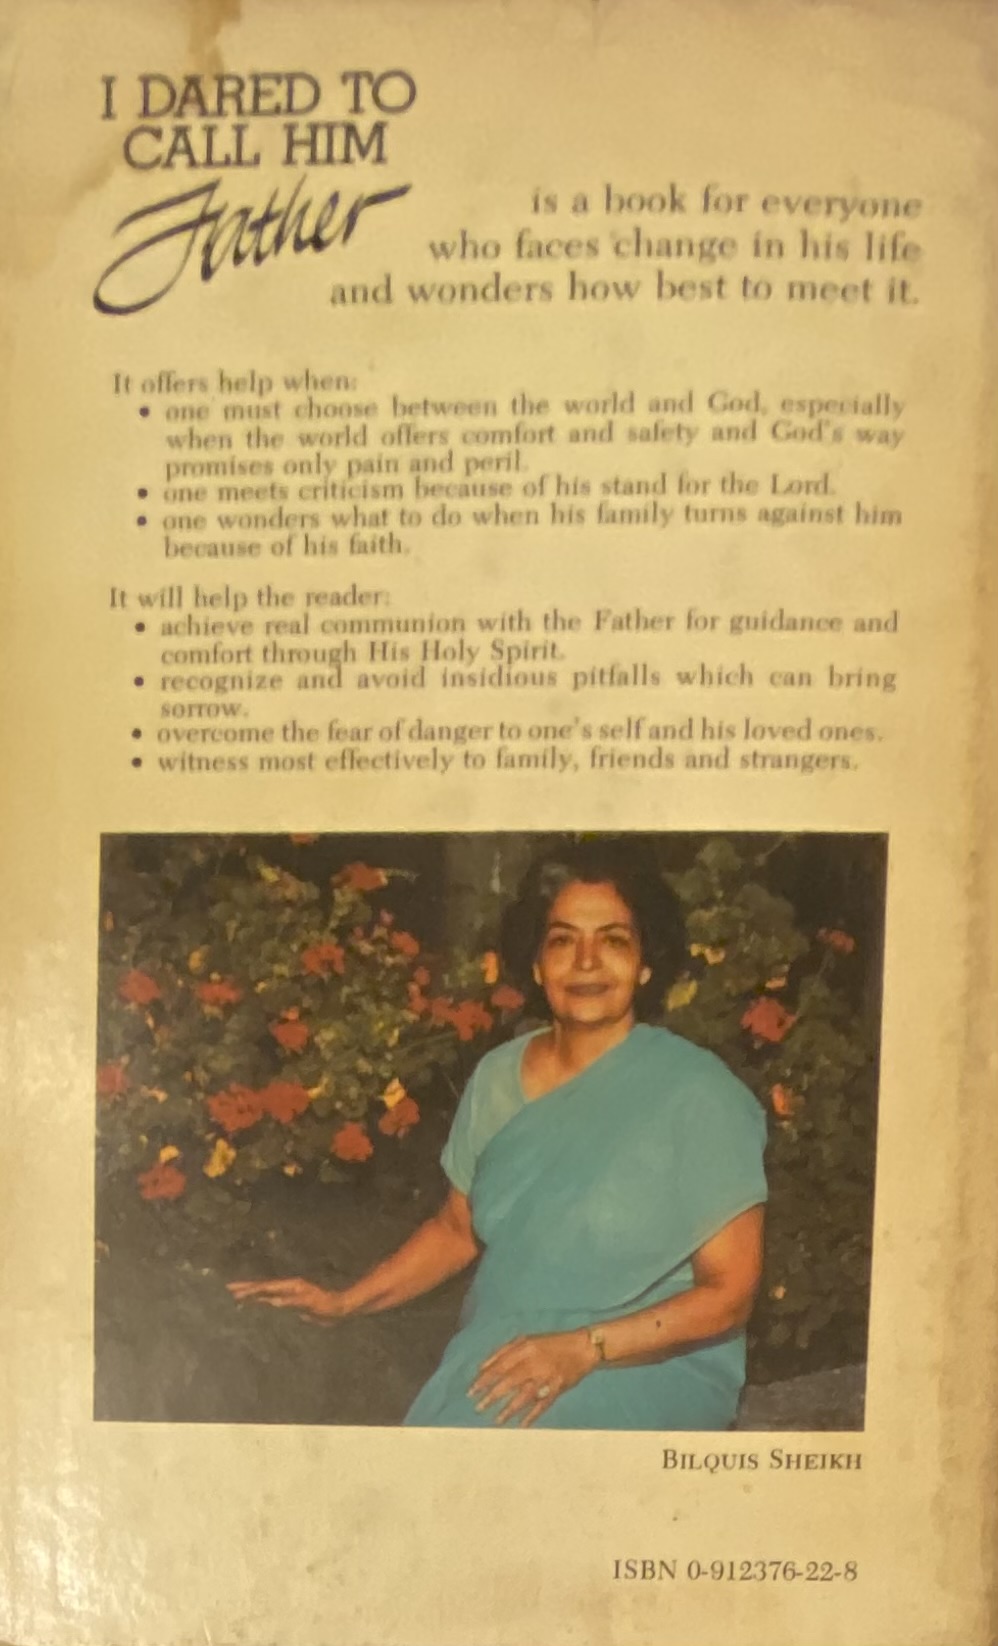 I DARED TO
CALL HIM
Father
is a book for everyone
who faces change in his life
and wonders how best to meet it.
It offers help when:
• one must choose between the world and God, especially
when the world offers comfort and safety and God's way
promises only pain and peril.
• one meets criticism because of his stand for the Lord.
• one wonders what to do when his family turns against him
because of his faith.
It will help the reader:
• achieve real communion with the Father for guidance and
comfort through His Holy Spirit.
• recognize and avoid insidious pitfalls which can bring
sorrow.
• overcome the fear of danger to one's self and his loved ones.
• witness most effectively to family, friends and strangers.
BILQUIS SHEIKH
ISBN 0-912376-22-8